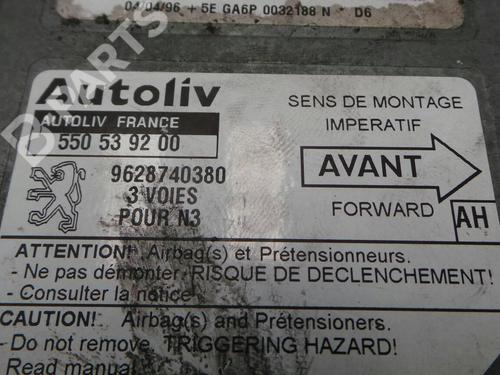 04/04/96 + 5E GA6P 0032188 N * D6
B-PARTS
Autoliv
AUTOLIV FRANCE
550 53 92 00
9628740380
3 VOIES
POUR N3
SENS DE MONTAGE
IMPERATIF
AVANT
FORWARD
AH
ATTENTION! Airbag(s) et Prétensionneurs.
- Ne pas démonter. RISQUE DE DECLENCHEMENT!
- Consulter la notice
CAUTION! Airbag(s) and Pretensioners.
- Do not remove. TRIGGERING HAZARD!
Read manual